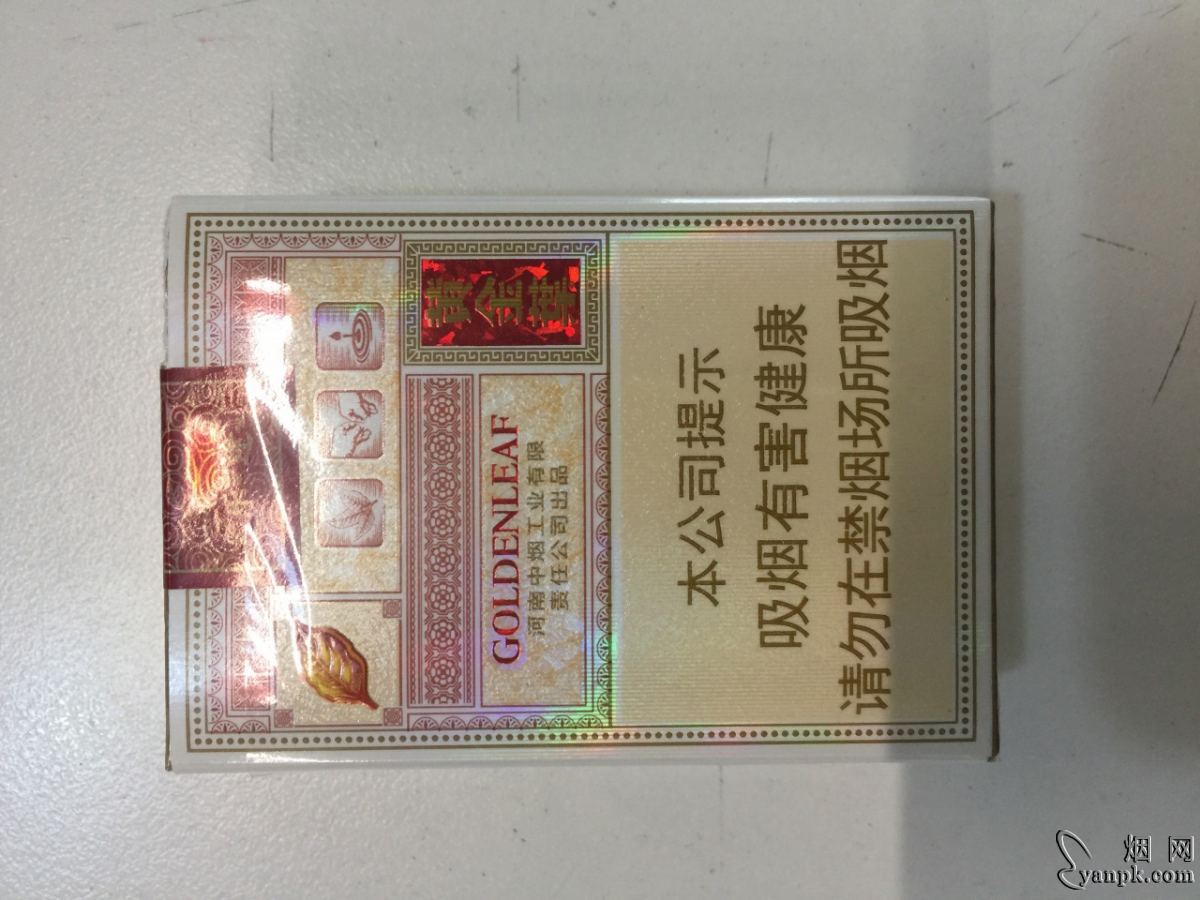 黄金葉
GOLDENLEAF
河南中烟工业有限
责任公司出品
本公司提示
吸烟有害健康
请勿在禁烟场所吸烟
烟网
yanpk.com